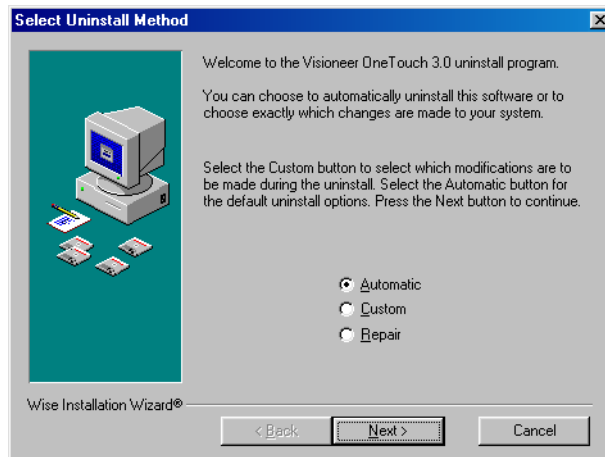 Select Uninstall Method
Welcome to the Visioneer OneTouch 3.0 uninstall program.
You can choose to automatically uninstall this software or to
choose exactly which changes are made to your system.
Select the Custom button to select which modifications are to
be made during the uninstall. Select the Automatic button for
the default uninstall options. Press the Next button to continue.
Automatic
Custom
Repair
Wise Installation Wizard®
< Back
Next >
Cancel